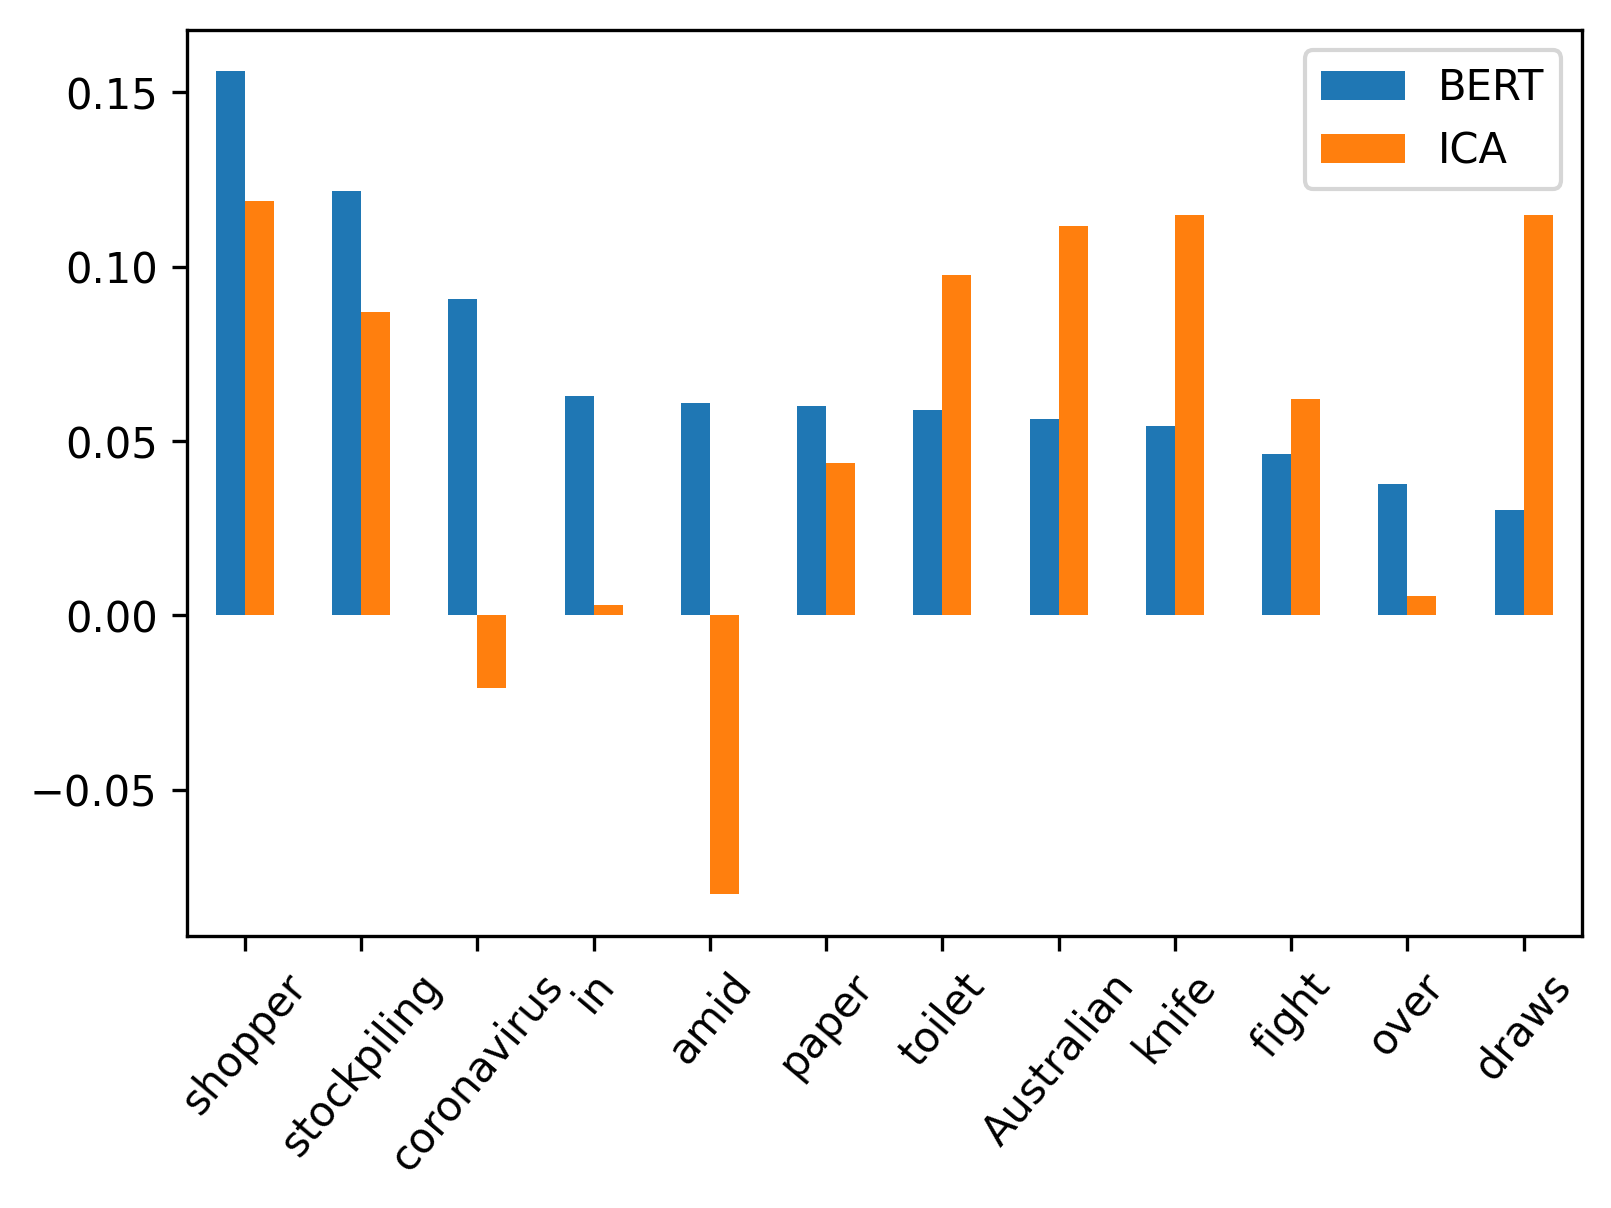 BERT
ICA
0.15
0.10
0.05
0.00
−0.05
shopper
stockpiling
coronavirus
in
amid
paper
toilet
Australian
knife
fight
over
draws